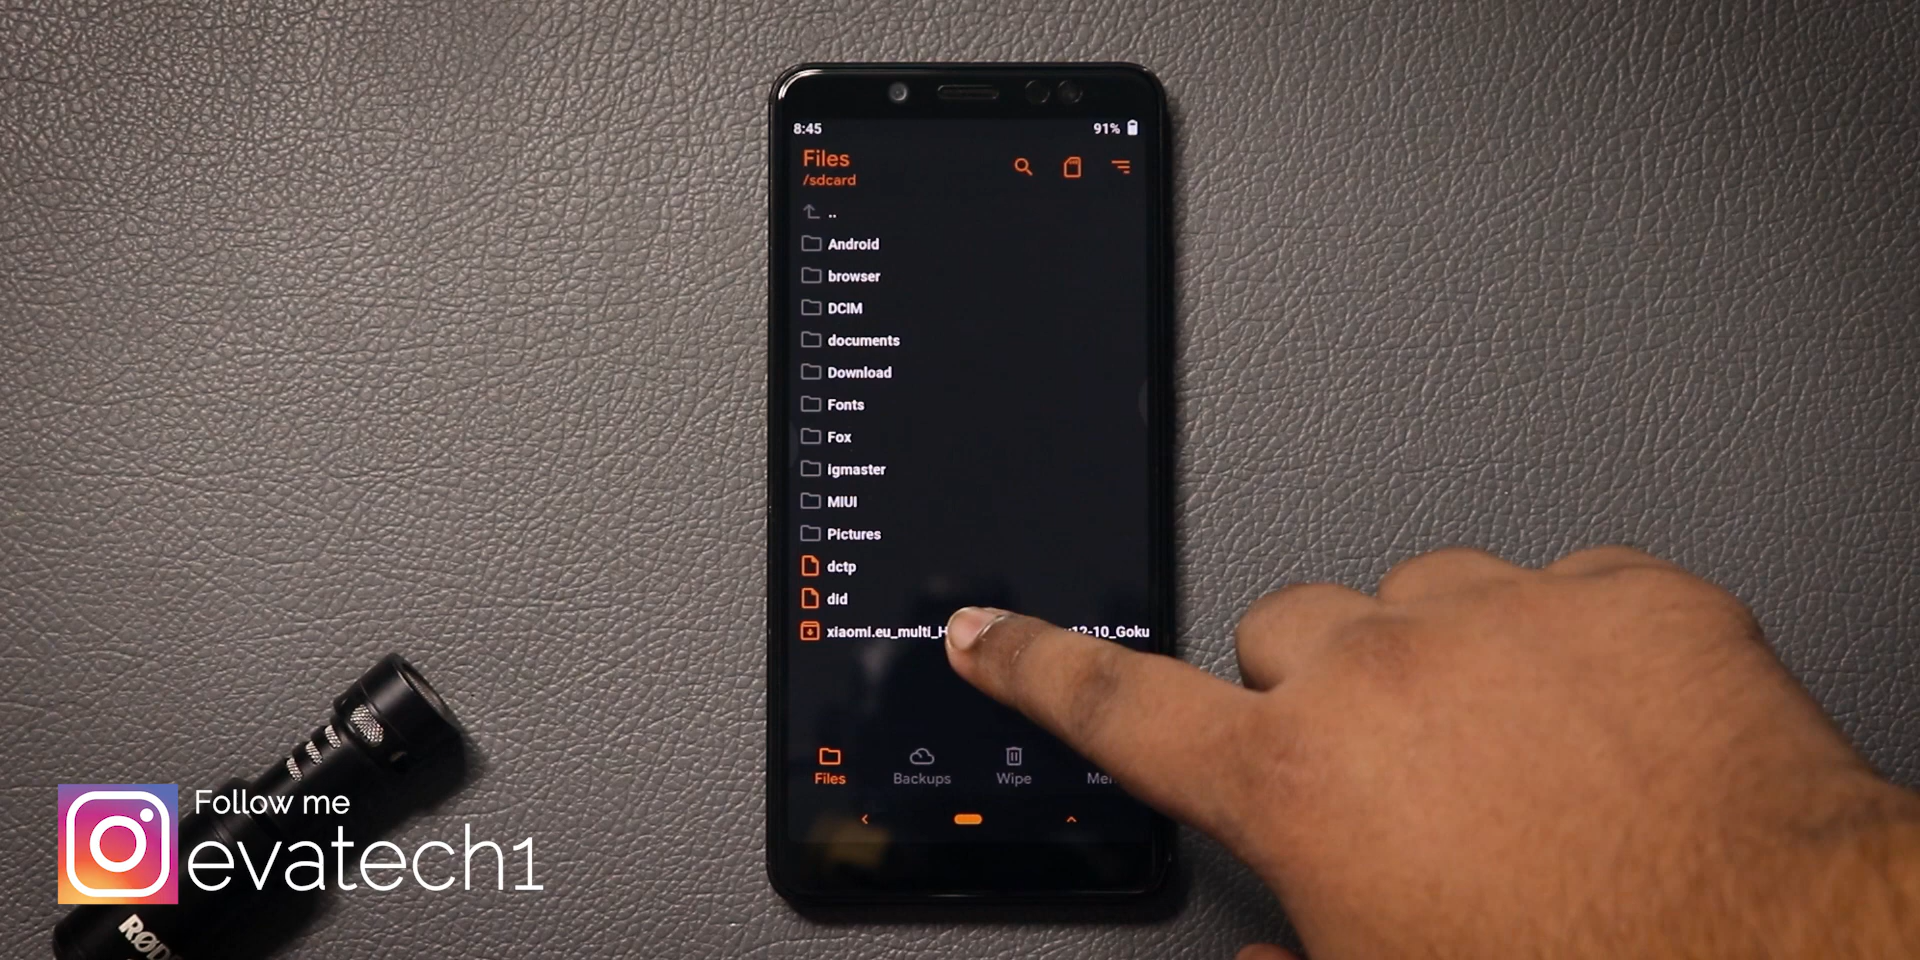 8:45
91%
Files
/sdcard
..
Android
browser
DCIM
documents
Download
Fonts
Fox
igmaster
MIUI
Pictures
dctp
did
xiaomi.eu_multi_H 12-10_Goku
Files Backups Wipe
Follow me
evatech1